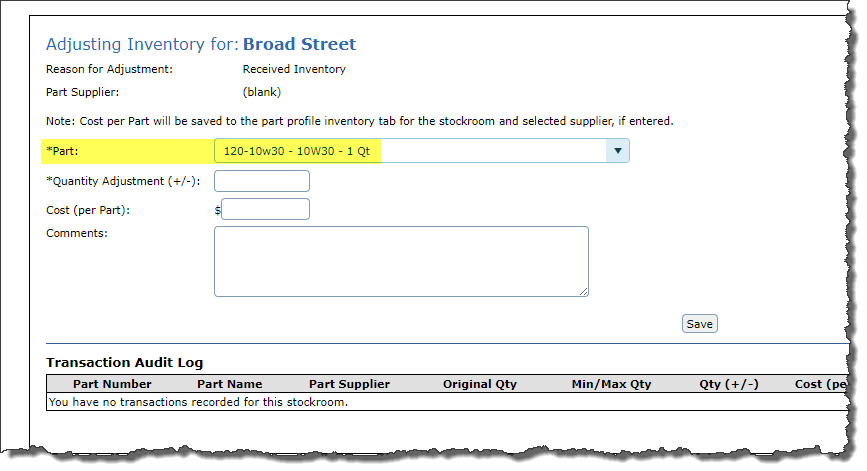 Adjusting Inventory for: Broad Street
Reason for Adjustment: Received Inventory
Part Supplier: (blank)
Note: Cost per Part will be saved to the part profile inventory tab for the stockroom and selected supplier, if entered.
*Part: 120-10w30 - 10W30 - 1 Qt
*Quantity Adjustment (+/-):
Cost (per Part): $
Comments:
Save
Transaction Audit Log
Part Number Part Name Part Supplier Original Qty Min/Max Qty Qty (+/-) Cost (pe
You have no transactions recorded for this stockroom.